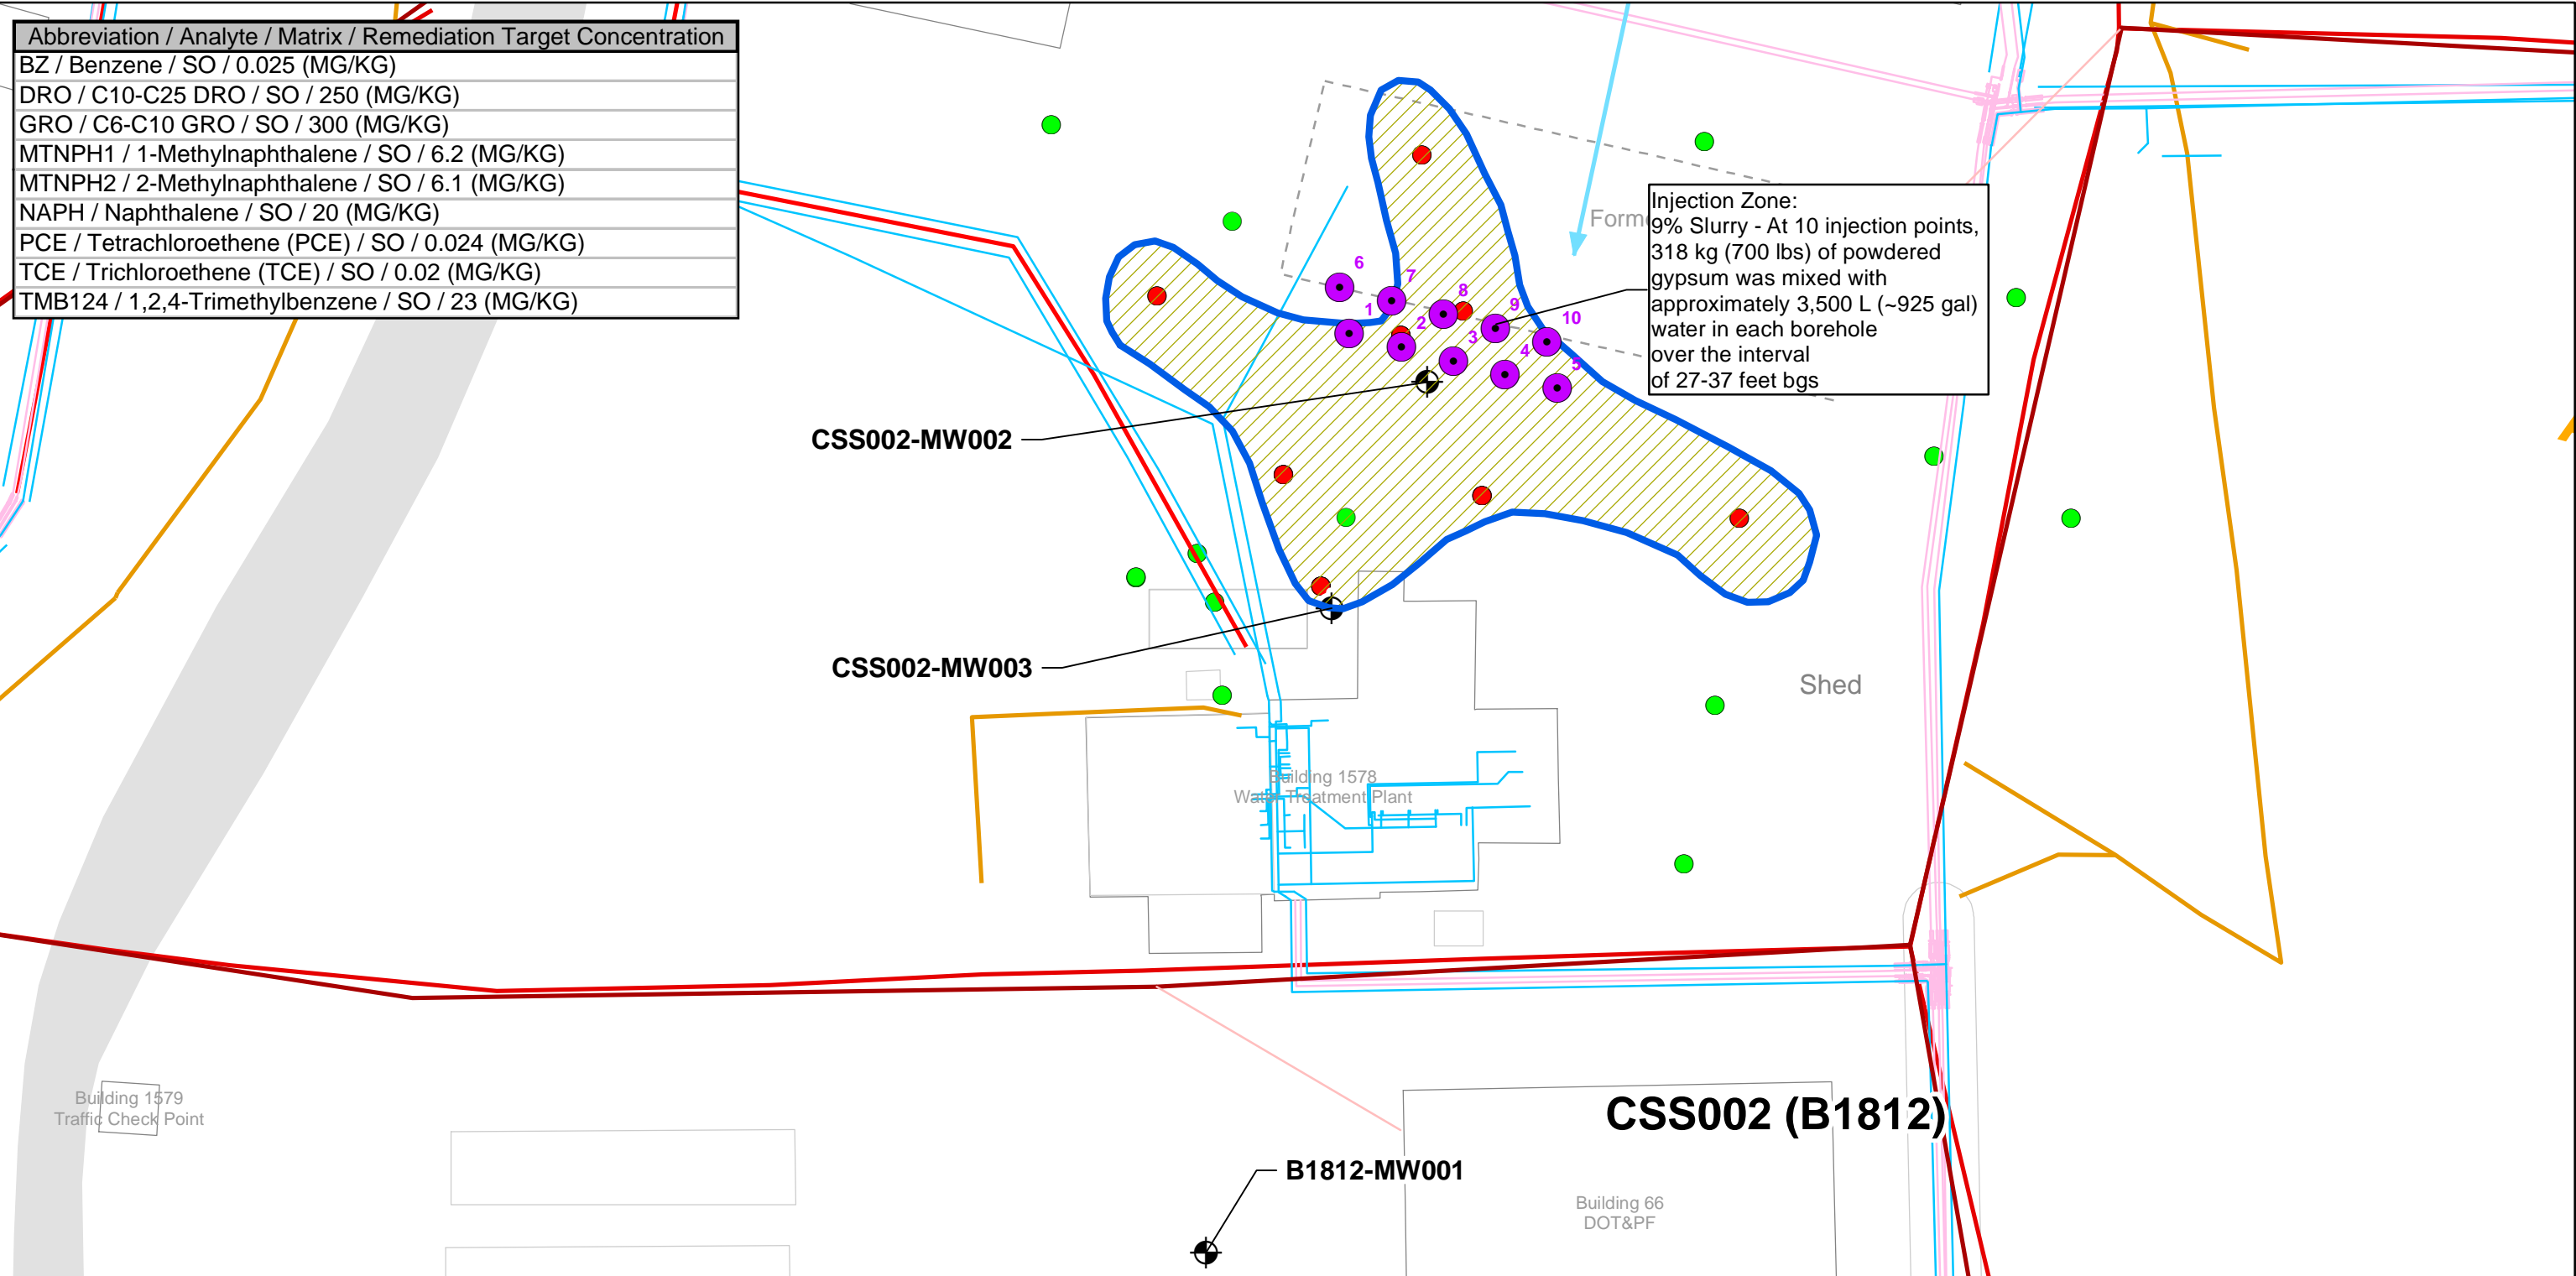 Abbreviation / Analyte / Matrix / Remediation Target Concentration
BZ / Benzene / SO / 0.025 (MG/KG)
DRO / C10-C25 DRO / SO / 250 (MG/KG)
GRO / C6-C10 GRO / SO / 300 (MG/KG)
MTNPH1 / 1-Methylnaphthalene / SO / 6.2 (MG/KG)
MTNPH2 / 2-Methylnaphthalene / SO / 6.1 (MG/KG)
NAPH / Naphthalene / SO / 20 (MG/KG)
PCE / Tetrachloroethene (PCE) / SO / 0.024 (MG/KG)
TCE / Trichloroethene (TCE) / SO / 0.02 (MG/KG)
TMB124 / 1,2,4-Trimethylbenzene / SO / 23 (MG/KG)
Injection Zone:
9% Slurry - At 10 injection points,
318 kg (700 lbs) of powdered
gypsum was mixed with
approximately 3,500 L (~925 gal)
water in each borehole
over the interval
of 27-37 feet bgs
6
7
8
9
10
1
2
3
4
5
CSS002-MW002
CSS002-MW003
Shed
Building 1578
Water Treatment Plant
Building 1579
Traffic Check Point
CSS002 (B1812)
B1812-MW001
Building 66
DOT&PF